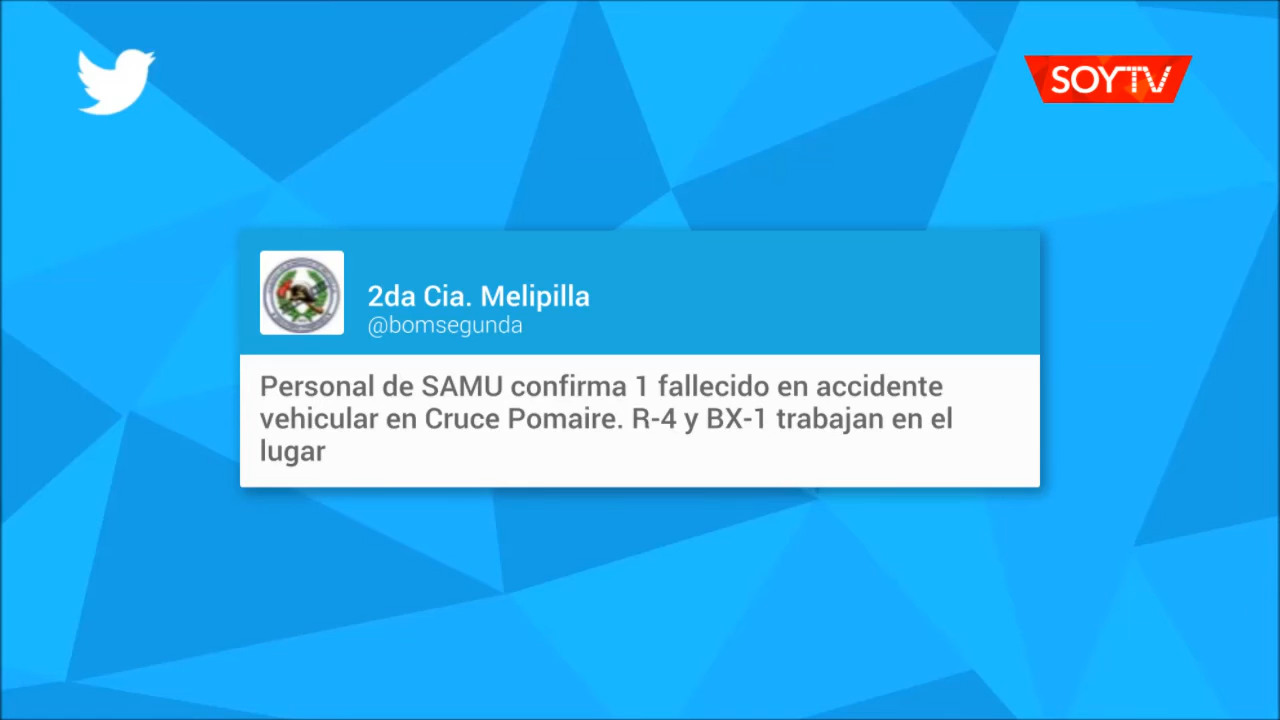 SOYTV
2da Cia. Melipilla
@bomsegunda
Personal de SAMU confirma 1 fallecido en accidente
vehicular en Cruce Pomaire. R-4 y BX-1 trabajan en el
lugar